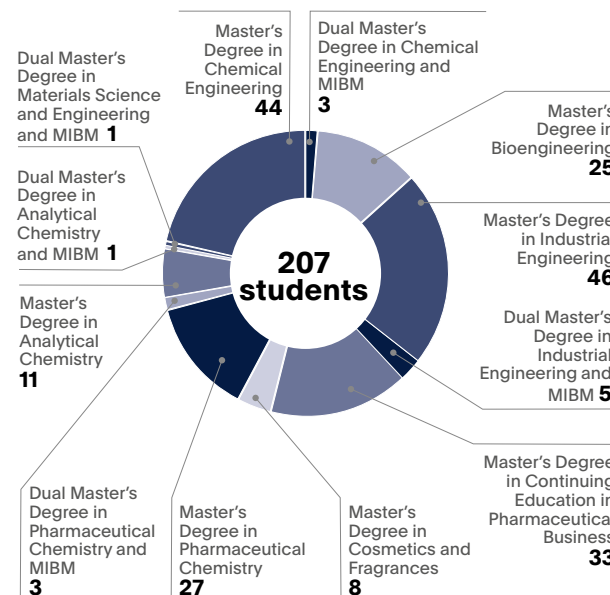 Master's
Degree in
Chemical
Engineering
44
Dual Master's
Degree in Chemical
Engineering and
MIBM
3
Master's
Degree in
Bioengineering
25
Master's Degree
in Industrial
Engineering
46
Dual Master's
Degree in
Industrial
Engineering and
MIBM 5
Master's Degree
in Continuing
Education in
Pharmaceutical
Business
33
Master's
Degree in
Cosmetics and
Fragrances
8
Master's
Degree in
Pharmaceutical
Chemistry
27
Dual Master's
Degree in
Pharmaceutical
Chemistry and
MIBM
3
Master's
Degree in
Analytical
Chemistry
11
Dual Master's
Degree in
Analytical
Chemistry
and MIBM 1
Dual Master's
Degree in
Materials Science
and Engineering
and MIBM 1
207
students